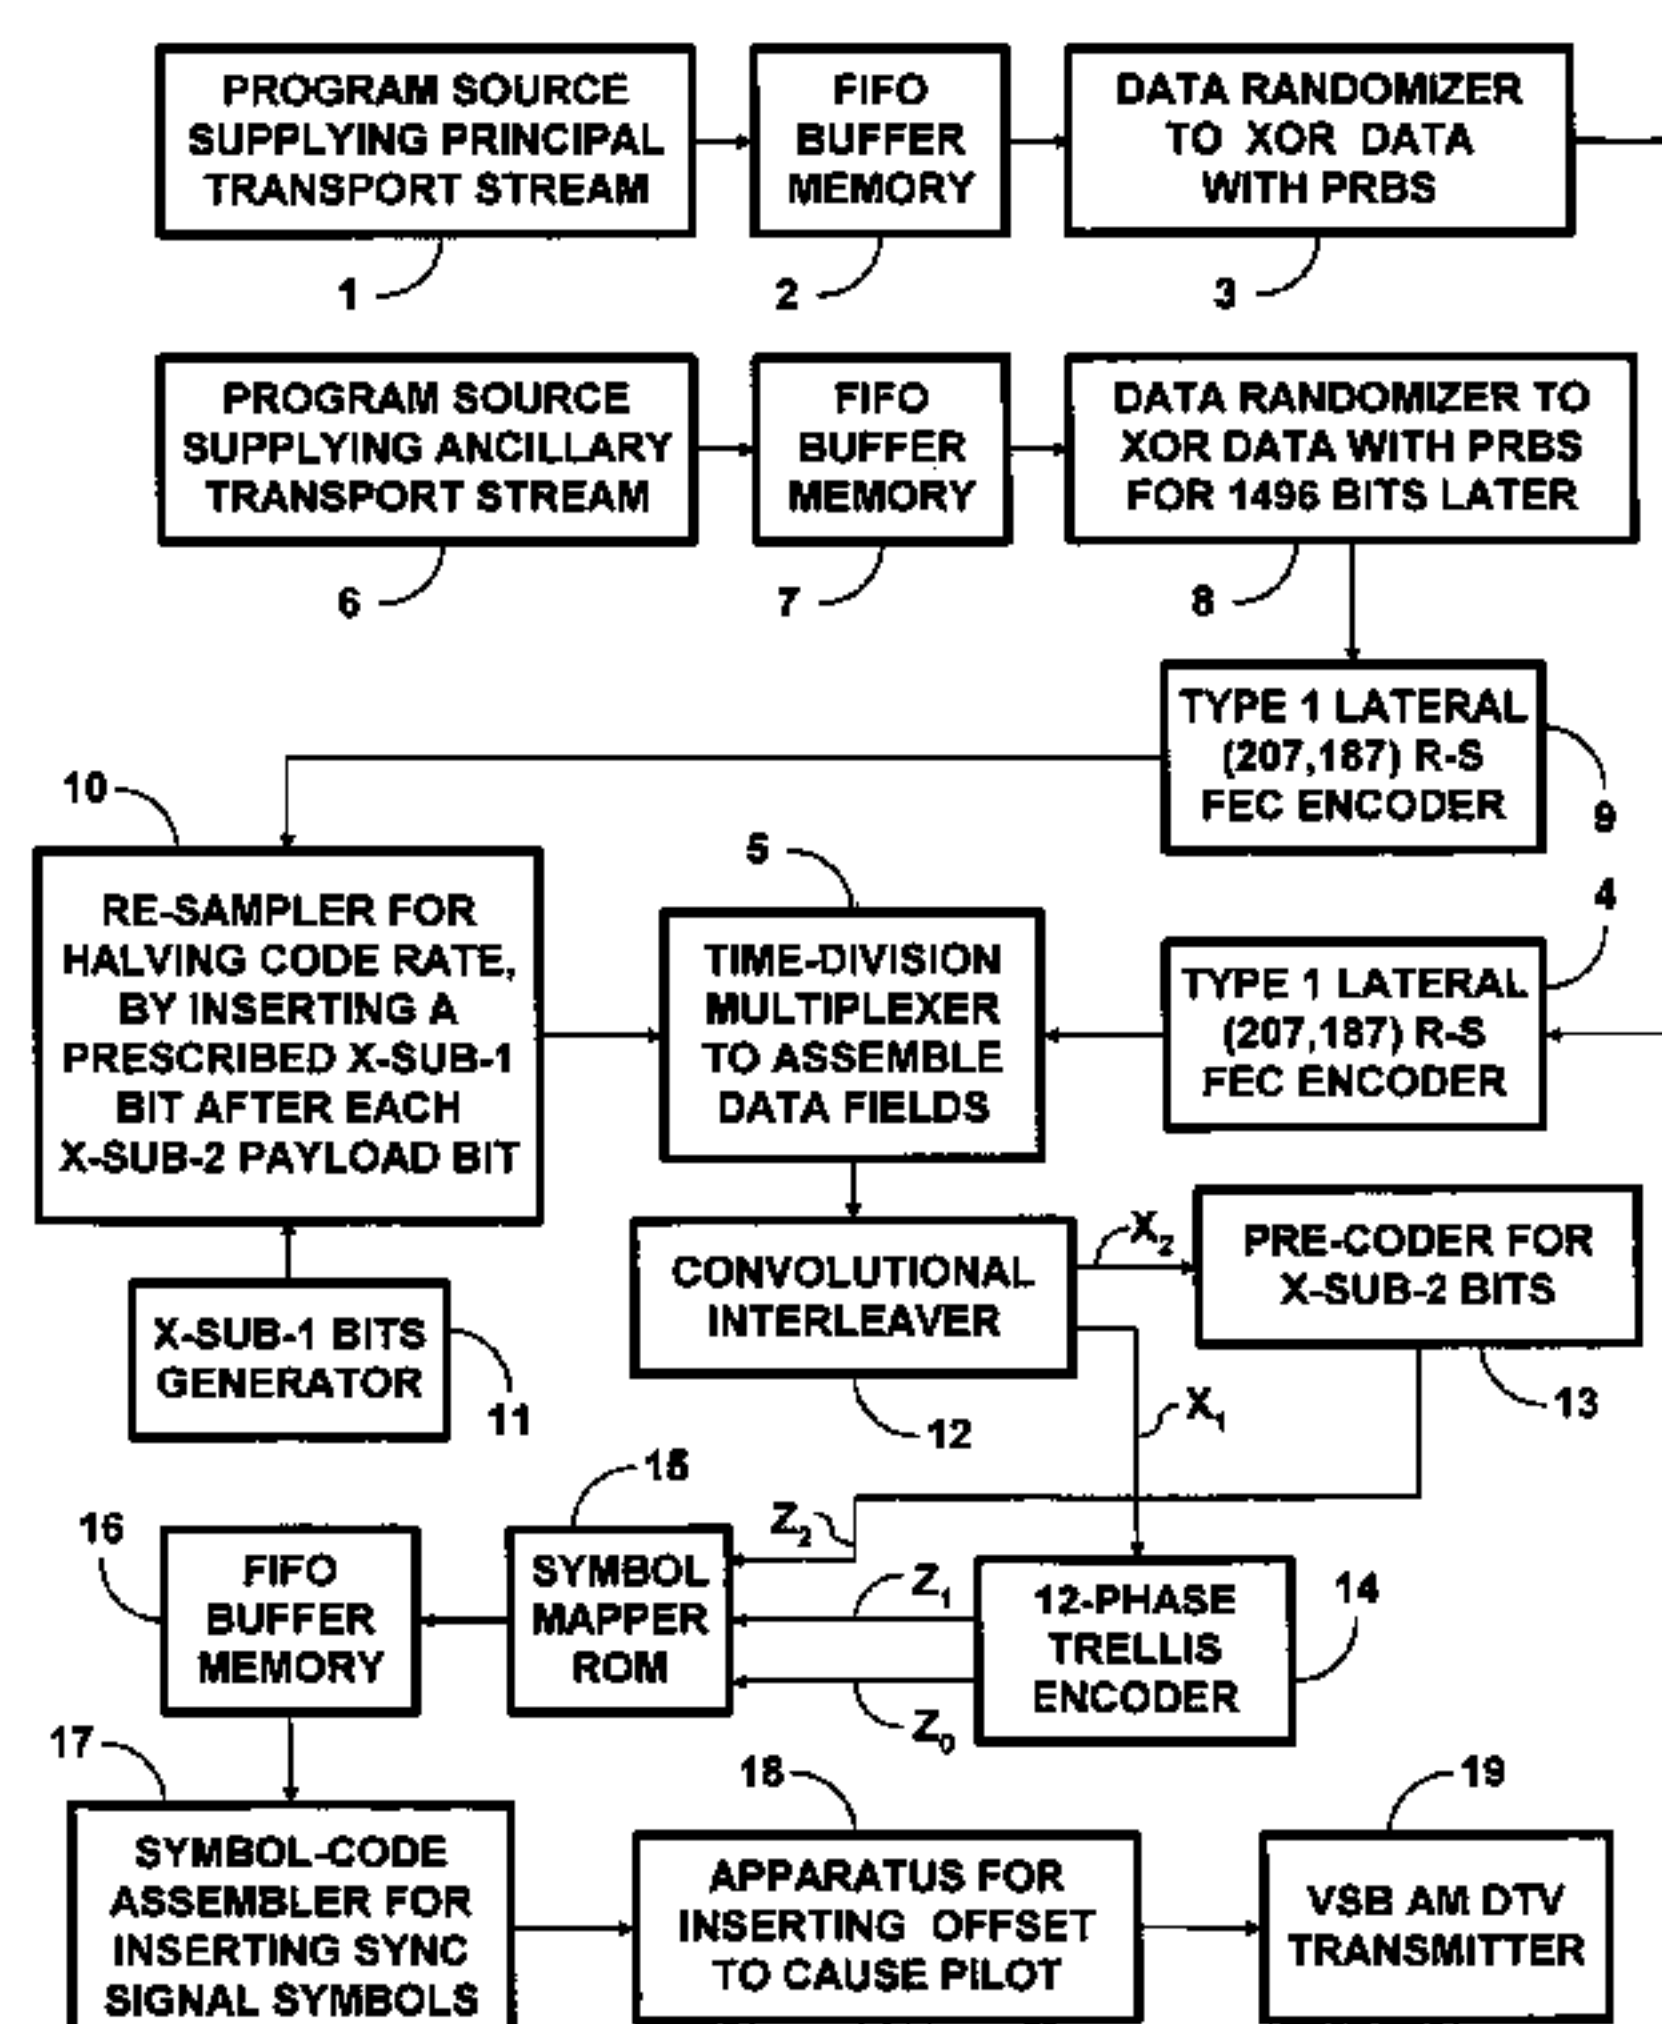 PROGRAM SOURCE
SUPPLYING PRINCIPAL
TRANSPORT STREAM
FIFO
BUFFER
MEMORY
DATA RANDOMIZER
TO XOR DATA
WITH PRBS
1
2
3
PROGRAM SOURCE
SUPPLYING ANCILLARY
TRANSPORT STREAM
FIFO
BUFFER
MEMORY
DATA RANDOMIZER TO
XOR DATA WITH PRBS
FOR 1496 BITS LATER
6
7
8
TYPE 1 LATERAL
(207,187) R-S
FEC ENCODER
9
10
RE-SAMPLER FOR
HALVING CODE RATE,
BY INSERTING A
PRESCRIBED X-SUB-1
BIT AFTER EACH
X-SUB-2 PAYLOAD BIT
5
TIME-DIVISION
MULTIPLEXER
TO ASSEMBLE
DATA FIELDS
4
TYPE 1 LATERAL
(207,187) R-S
FEC ENCODER
X-SUB-1 BITS
GENERATOR
11
CONVOLUTIONAL
INTERLEAVER
12
X₂
PRE-CODER FOR
X-SUB-2 BITS
13
X₁
15
16
FIFO
BUFFER
MEMORY
SYMBOL
MAPPER
ROM
Z₂
Z₁
Z₀
12-PHASE
TRELLIS
ENCODER
14
17
SYMBOL-CODE
ASSEMBLER FOR
INSERTING SYNC
SIGNAL SYMBOLS
18
APPARATUS FOR
INSERTING OFFSET
TO CAUSE PILOT
19
VSB AM DTV
TRANSMITTER